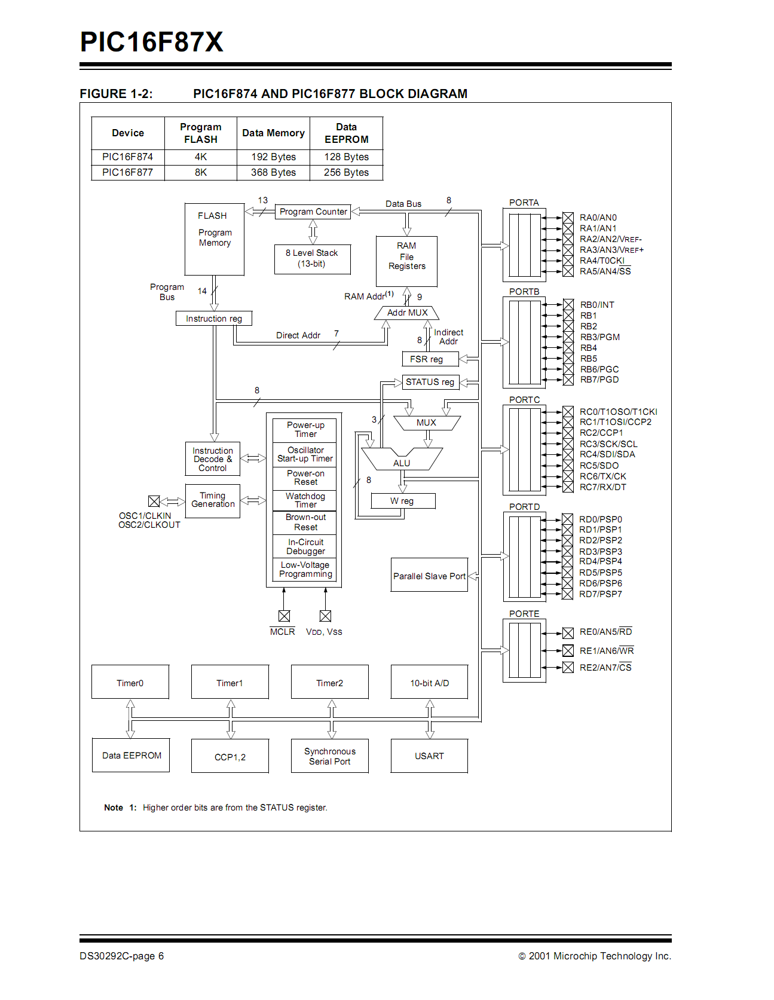 PIC16F87X
FIGURE 1-2: PIC16F874 AND PIC16F877 BLOCK DIAGRAM
Device Program FLASH Data Memory Data EEPROM
PIC16F874 4K 192 Bytes 128 Bytes
PIC16F877 8K 368 Bytes 256 Bytes
FLASH
Program
Memory
13
Program Counter
Data Bus
8
8 Level Stack
(13-bit)
RAM
File
Registers
Program
Bus
14
RAM Addr(1)
9
Addr MUX
Instruction reg
Direct Addr
7
8
Indirect
Addr
FSR reg
STATUS reg
8
3
MUX
ALU
8
W reg
Power-up
Timer
Oscillator
Start-up Timer
Power-on
Reset
Watchdog
Timer
Brown-out
Reset
In-Circuit
Debugger
Low-Voltage
Programming
Instruction
Decode &
Control
Timing
Generation
OSC1/CLKIN
OSC2/CLKOUT
MCLR
VDD, VSS
Parallel Slave Port
PORTA
RA0/AN0
RA1/AN1
RA2/AN2/VREF-
RA3/AN3/VREF+
RA4/T0CKI
RA5/AN4/SS
PORTB
RB0/INT
RB1
RB2
RB3/PGM
RB4
RB5
RB6/PGC
RB7/PGD
PORTC
RC0/T1OSO/T1CKI
RC1/T1OSI/CCP2
RC2/CCP1
RC3/SCK/SCL
RC4/SDI/SDA
RC5/SDO
RC6/TX/CK
RC7/RX/DT
PORTD
RD0/PSP0
RD1/PSP1
RD2/PSP2
RD3/PSP3
RD4/PSP4
RD5/PSP5
RD6/PSP6
RD7/PSP7
PORTE
RE0/AN5/RD
RE1/AN6/WR
RE2/AN7/CS
Timer0
Timer1
Timer2
10-bit A/D
Data EEPROM
CCP1,2
Synchronous
Serial Port
USART
Note 1: Higher order bits are from the STATUS register.
DS30292C-page 6
© 2001 Microchip Technology Inc.